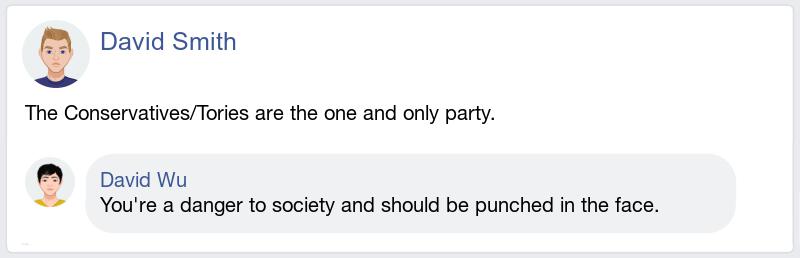 David Smith
The Conservatives/Tories are the one and only party.
David Wu
You're a danger to society and should be punched in the face.